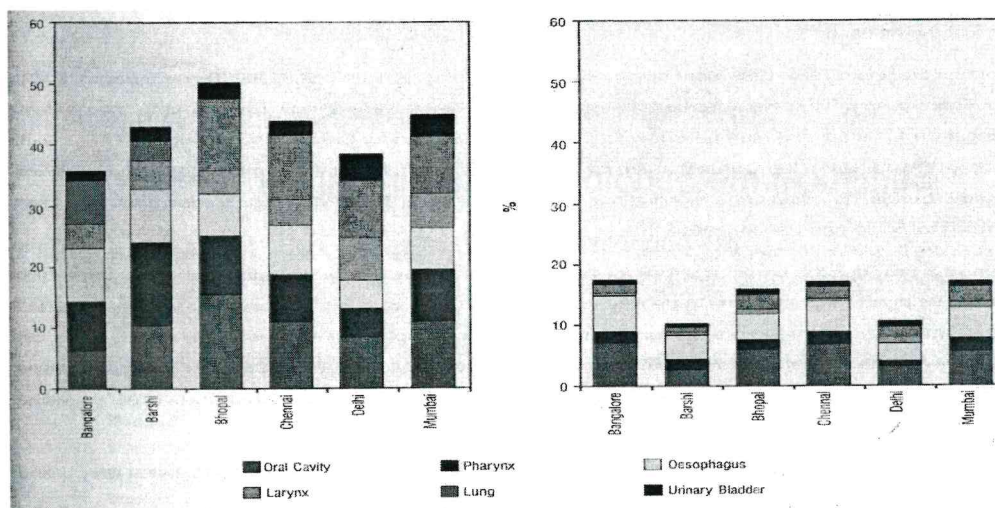 60
50
40
30
20
10
0
Bangalore
Barshi
Bhopal
Chennai
Delhi
Mumbai
%
60
50
40
30
20
10
0
Bangalore
Barshi
Bhopal
Chennai
Delhi
Mumbai
Oral Cavity Pharynx Oesophagus
Larynx Lung Urinary Bladder